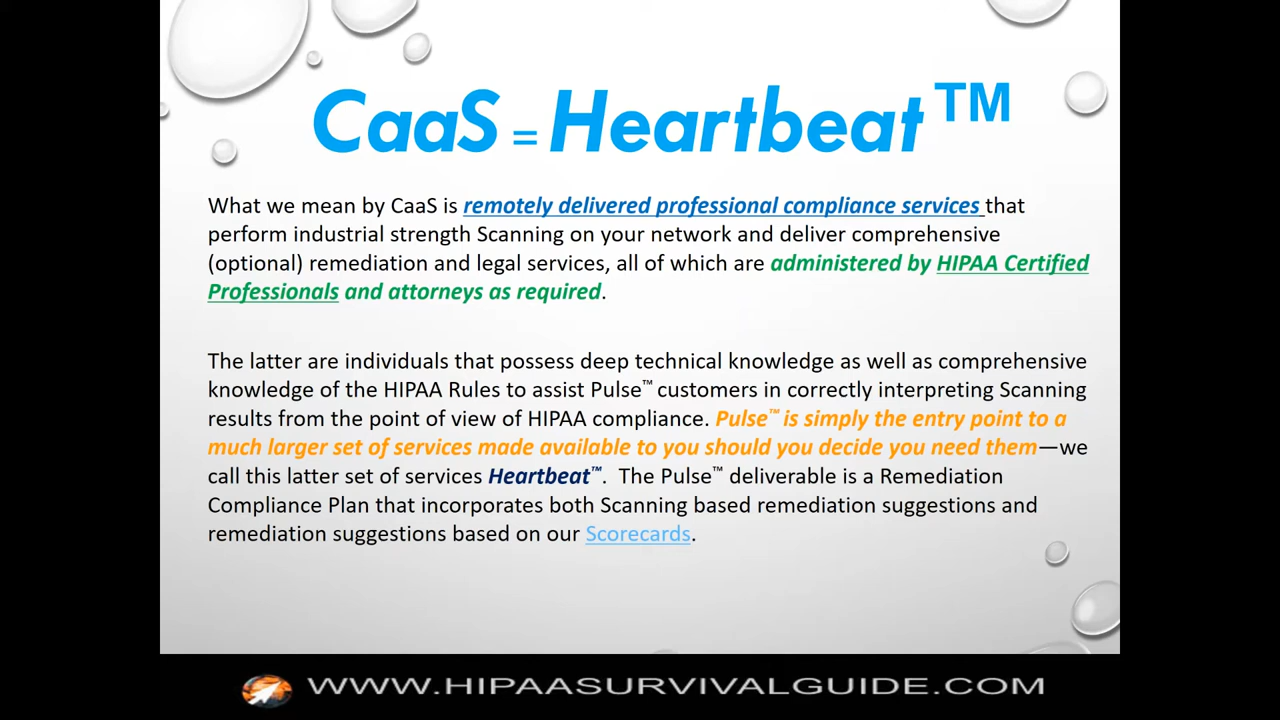 CaaS = Heartbeat™
What we mean by CaaS is remotely delivered professional compliance services that
perform industrial strength Scanning on your network and deliver comprehensive
(optional) remediation and legal services, all of which are administered by HIPAA Certified
Professionals and attorneys as required.
The latter are individuals that possess deep technical knowledge as well as comprehensive
knowledge of the HIPAA Rules to assist Pulse™ customers in correctly interpreting Scanning
results from the point of view of HIPAA compliance. Pulse™ is simply the entry point to a
much larger set of services made available to you should you decide you need them—we
call this latter set of services Heartbeat™. The Pulse™ deliverable is a Remediation
Compliance Plan that incorporates both Scanning based remediation suggestions and
remediation suggestions based on our Scorecards.
WWW.HIPAASURVIVALGUIDE.COM